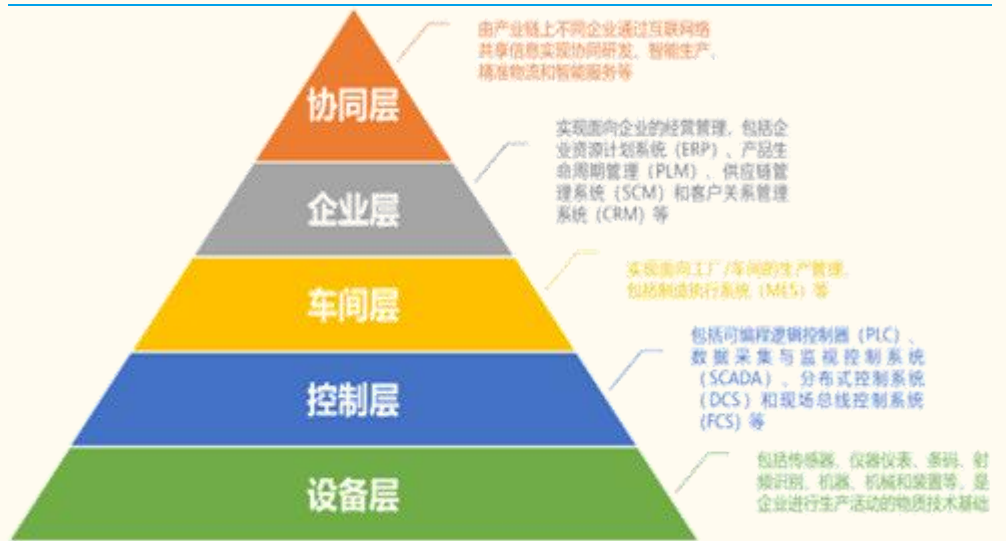 协同层
由产业链上不同企业通过互联网络
共享信息实现协同研发、智能生产、
精准物流和智能服务等
企业层
实现面向企业的经营管理，包括企
业资源计划系统（ERP）、产品生
命周期管理（PLM）、供应链管
理系统（SCM）和客户关系管理
系统（CRM）等
车间层
实现面向工厂/车间的生产管理，
包括制造执行系统（MES）等
控制层
包括可编程逻辑控制器（PLC）、
数据采集与监视控制系统
（SCADA）、分布式控制系统
（DCS）和现场总线控制系统
（FCS）等
设备层
包括传感器、仪器仪表、条码、射
频识别、机器、机械和装置等，是
企业进行生产活动的物质技术基础